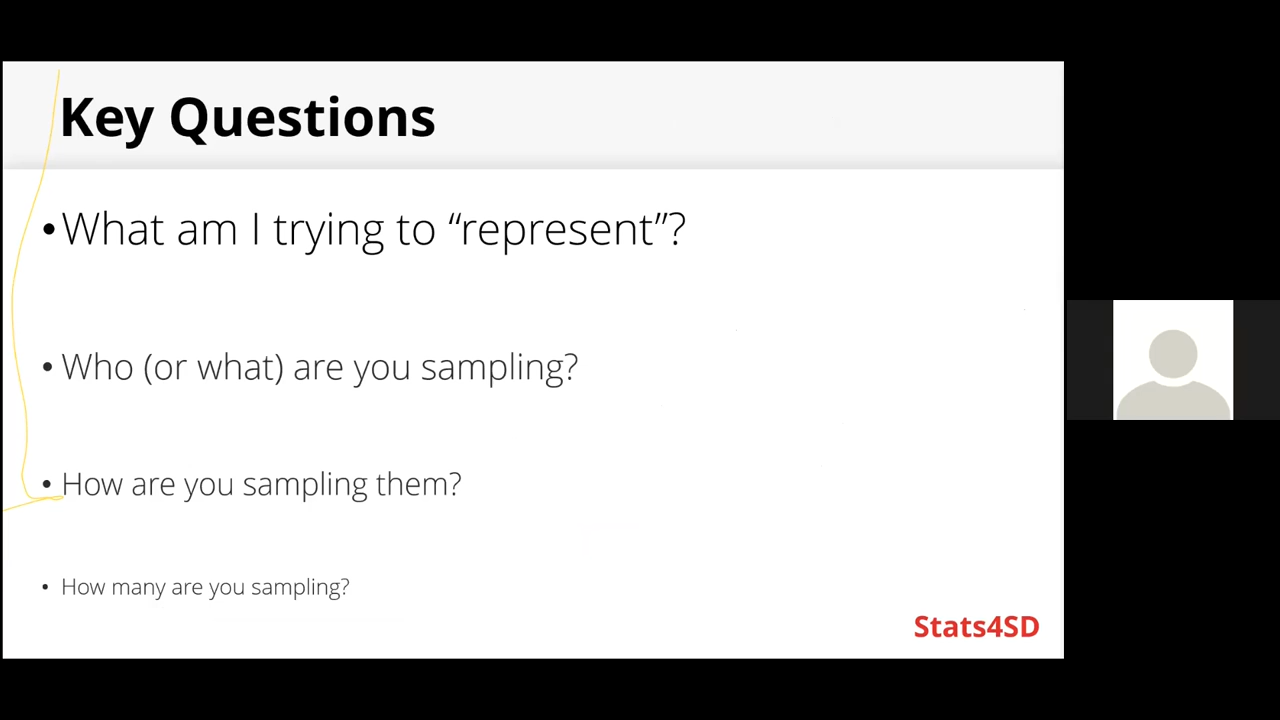 Key Questions
•What am I trying to “represent”?
• Who (or what) are you sampling?
• How are you sampling them?
• How many are you sampling?
Stats4SD